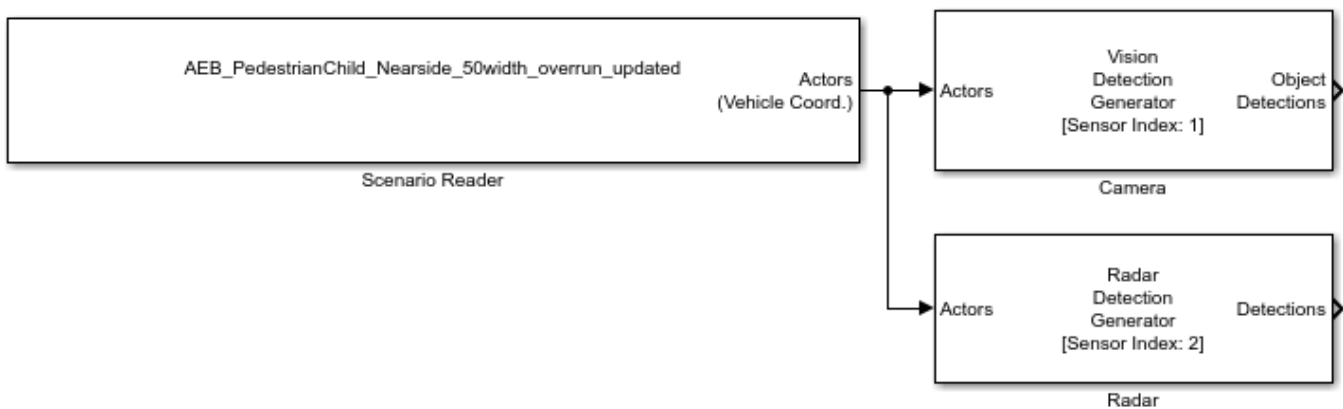 AEB_PedestrianChild_Nearside_50width_overrun_updated
Actors
(Vehicle Coord.)
Scenario Reader
Actors
Vision
Detection
Generator
[Sensor Index: 1]
Object
Detections
Camera
Actors
Radar
Detection
Generator
[Sensor Index: 2]
Detections
Radar